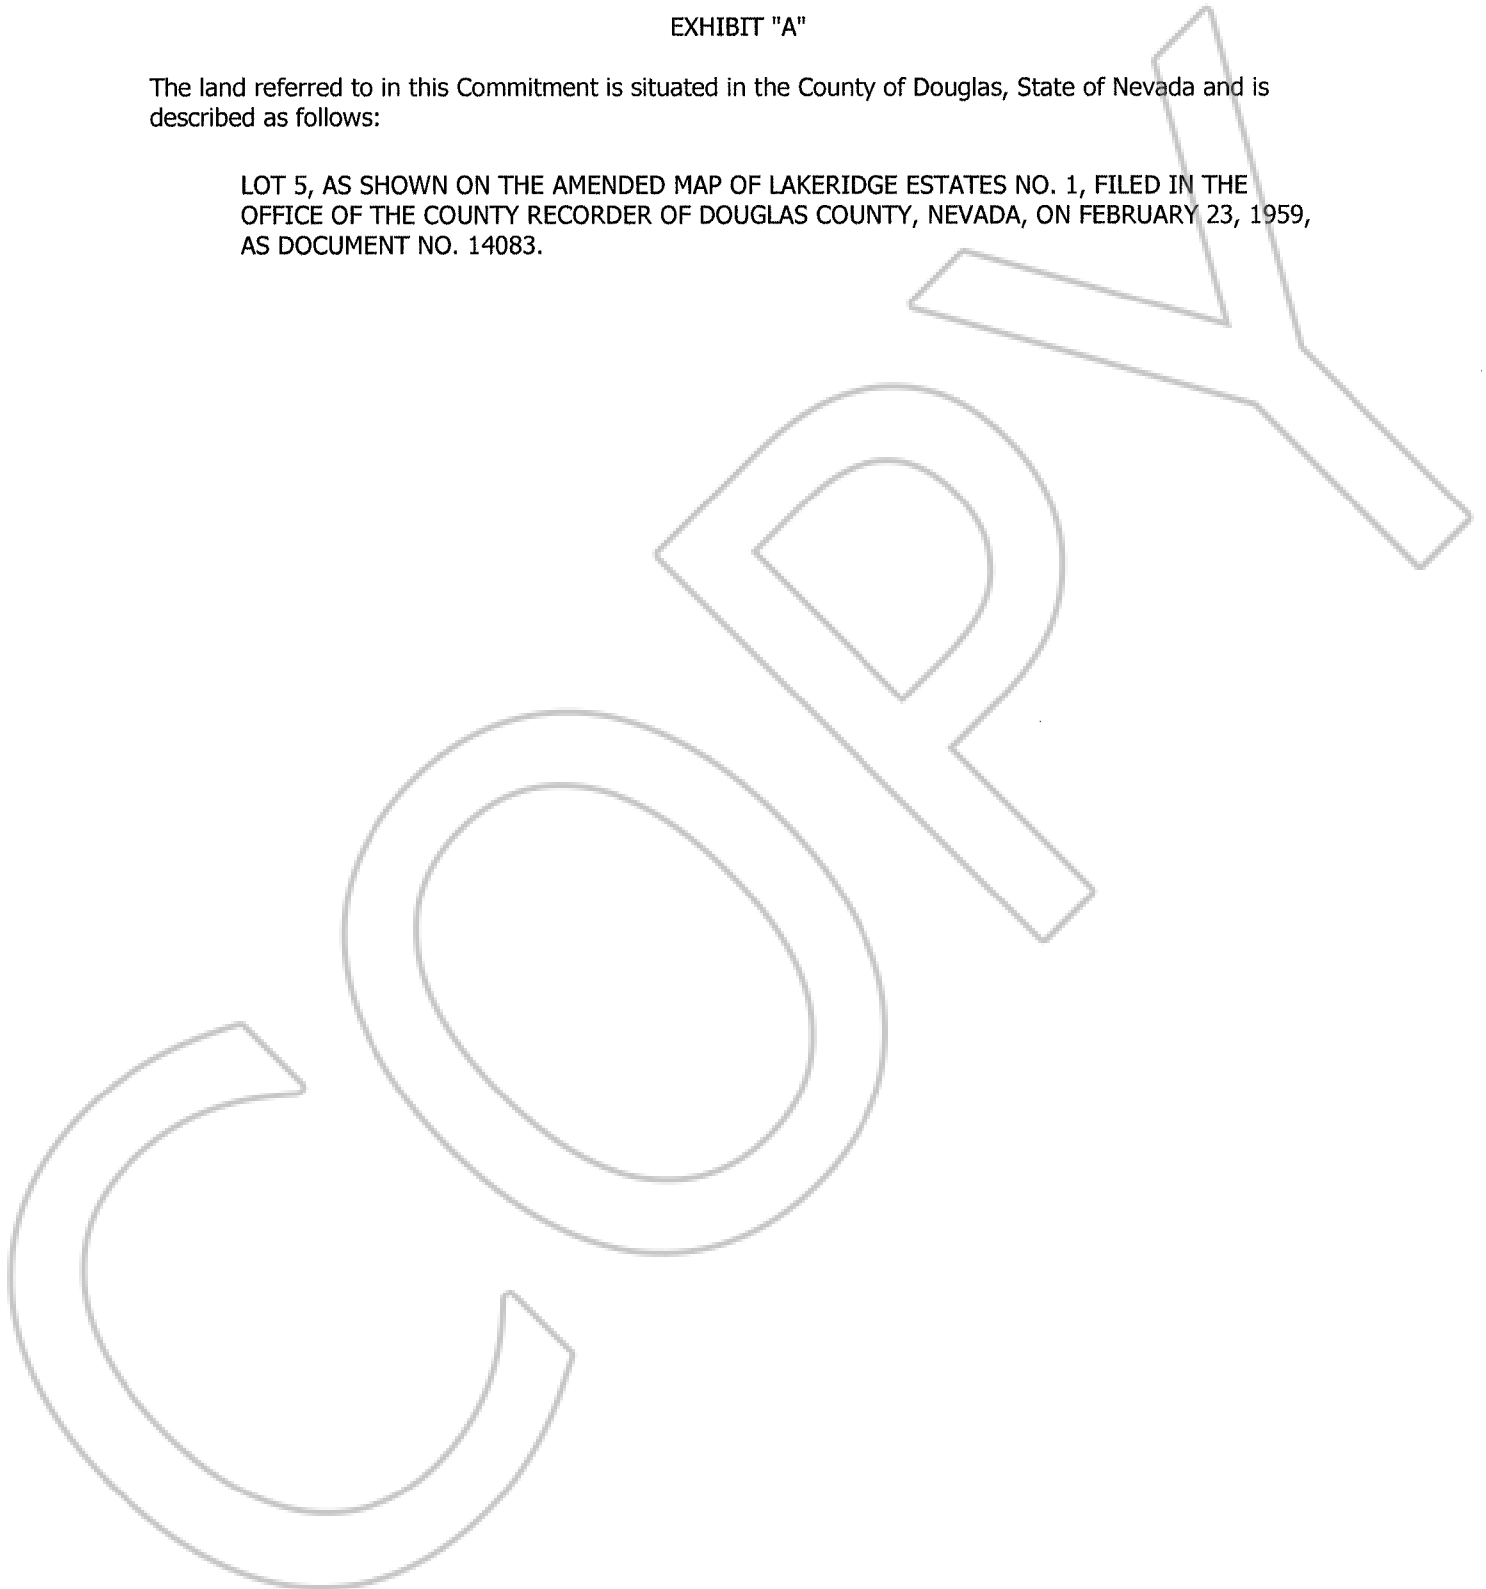 EXHIBIT "A"
The land referred to in this Commitment is situated in the County of Douglas, State of Nevada and is
described as follows:
LOT 5, AS SHOWN ON THE AMENDED MAP OF LAKERIDGE ESTATES NO. 1, FILED IN THE
OFFICE OF THE COUNTY RECORDER OF DOUGLAS COUNTY, NEVADA, ON FEBRUARY 23, 1959,
AS DOCUMENT NO. 14083.
COPY